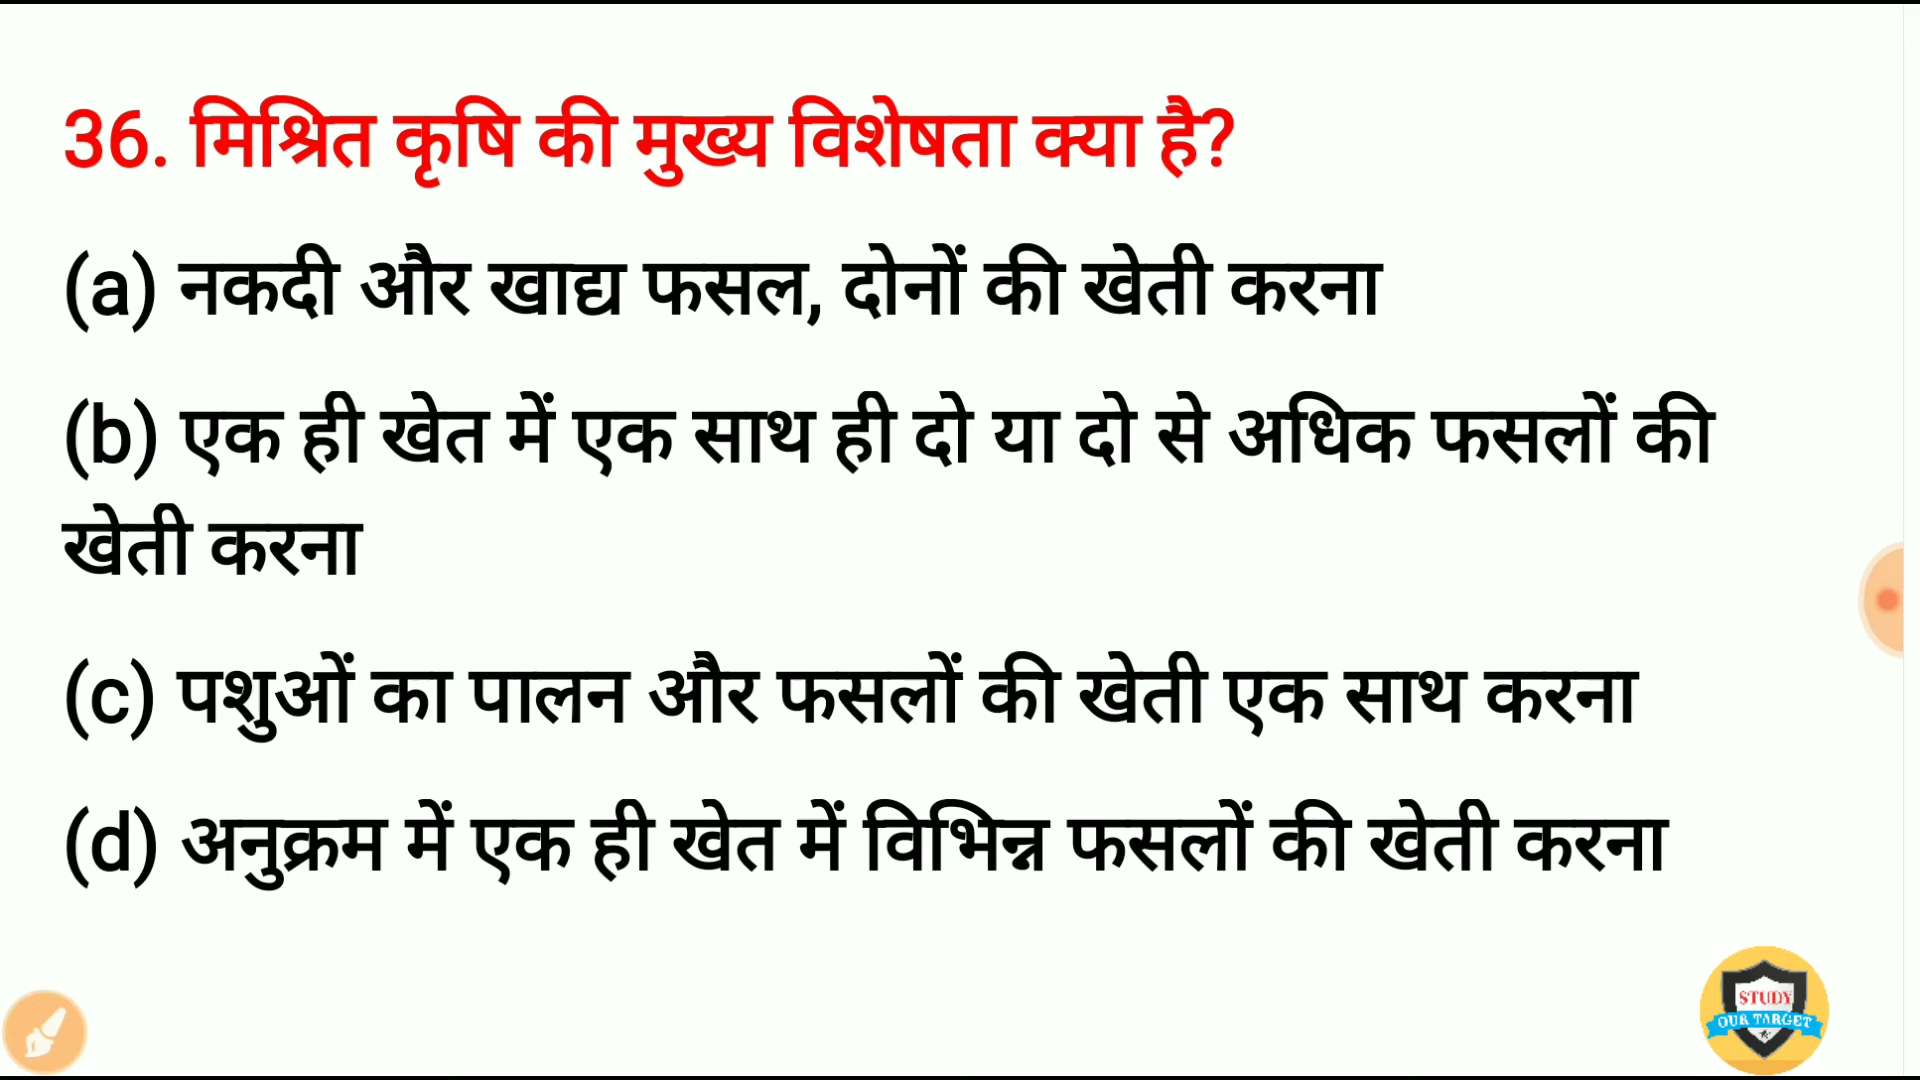 36. मिश्रित कृषि की मुख्य विशेषता क्या है?
(a) नकदी और खाद्य फसल, दोनों की खेती करना
(b) एक ही खेत में एक साथ ही दो या दो से अधिक फसलों की
खेती करना
(c) पशुओं का पालन और फसलों की खेती एक साथ करना
(d) अनुक्रम में एक ही खेत में विभिन्न फसलों की खेती करना
STUDY
OUR TARGET